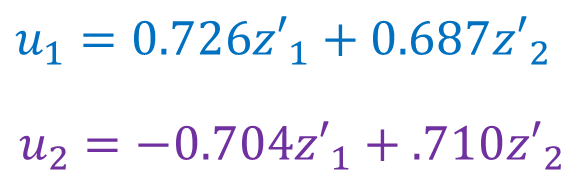 u₁ = 0.726z′₁ + 0.687z′₂
u₂ = −0.704z′₁ + .710z′₂